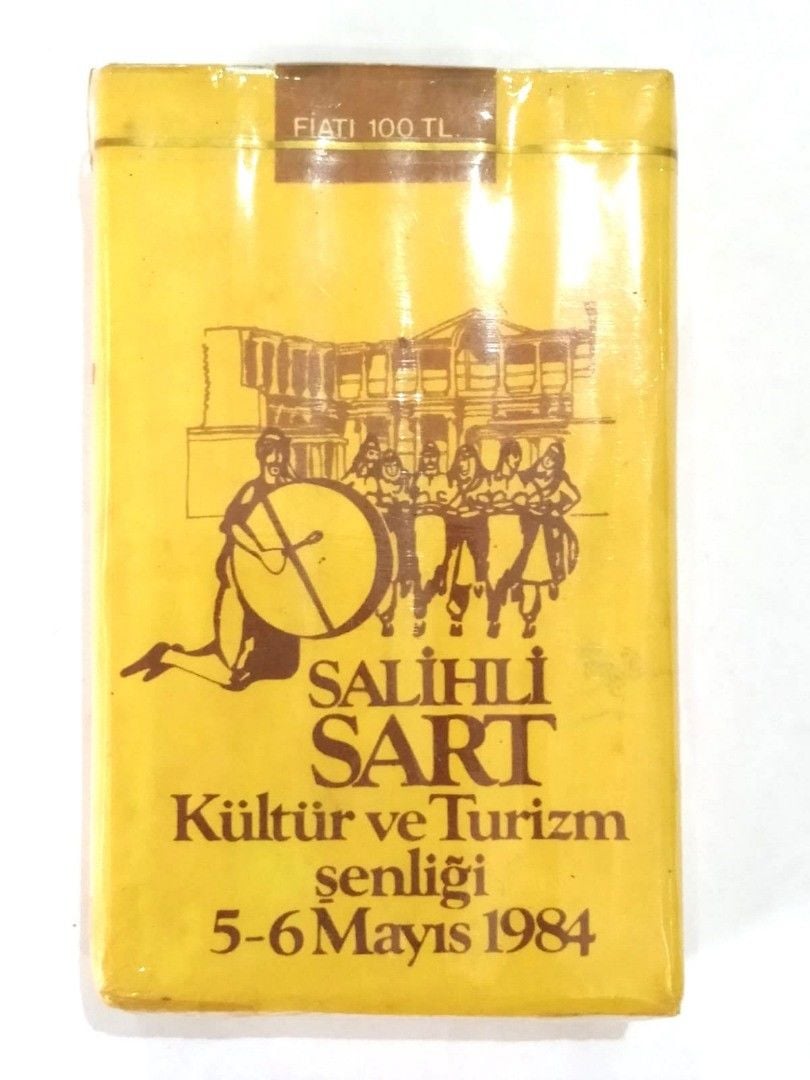 FİATI 100 TL.
SALİHLİ
SART
Kültür ve Turizm
şenliği
5-6 Mayıs 1984